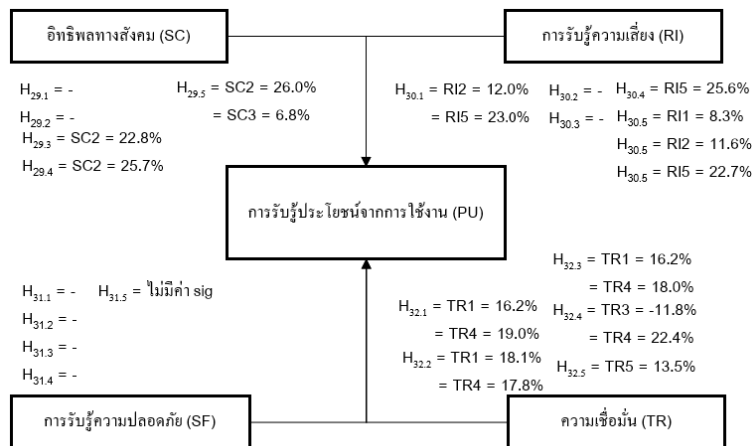 อิทธิพลทางสังคม (SC)
การรับรู้ความเสี่ยง (RI)
H29.1 = -
H29.2 = -
H29.3 = SC2 = 22.8%
H29.4 = SC2 = 25.7%
H29.5 = SC2 = 26.0%
= SC3 = 6.8%
H30.1 = RI2 = 12.0%
= RI5 = 23.0%
H30.2 = -
H30.3 = -
H30.4 = RI5 = 25.6%
H30.5 = RI1 = 8.3%
H30.5 = RI2 = 11.6%
H30.5 = RI5 = 22.7%
การรับรู้ประโยชน์จากการใช้งาน (PU)
H31.1 = -
H31.2 = -
H31.3 = -
H31.4 = -
H31.5 = ไม่มีค่า sig
H32.1 = TR1 = 16.2%
= TR4 = 19.0%
H32.2 = TR1 = 18.1%
= TR4 = 17.8%
H32.3 = TR1 = 16.2%
= TR4 = 18.0%
H32.4 = TR3 = -11.8%
= TR4 = 22.4%
H32.5 = TR5 = 13.5%
การรับรู้ความปลอดภัย (SF)
ความเชื่อมั่น (TR)